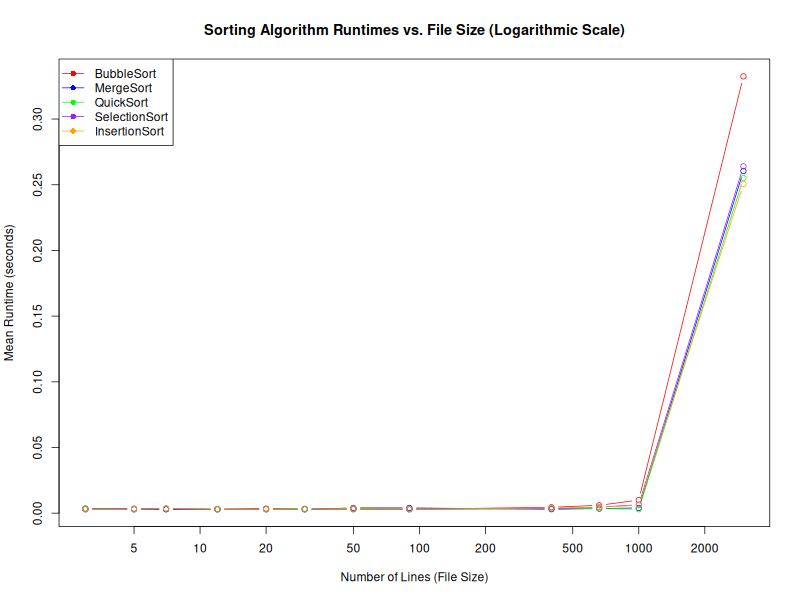 Sorting Algorithm Runtimes vs. File Size (Logarithmic Scale)
BubbleSort
MergeSort
QuickSort
SelectionSort
InsertionSort
Mean Runtime (seconds)
0.30
0.25
0.20
0.15
0.10
0.05
0.00
5 10 20 50 100 200 500 1000 2000
Number of Lines (File Size)